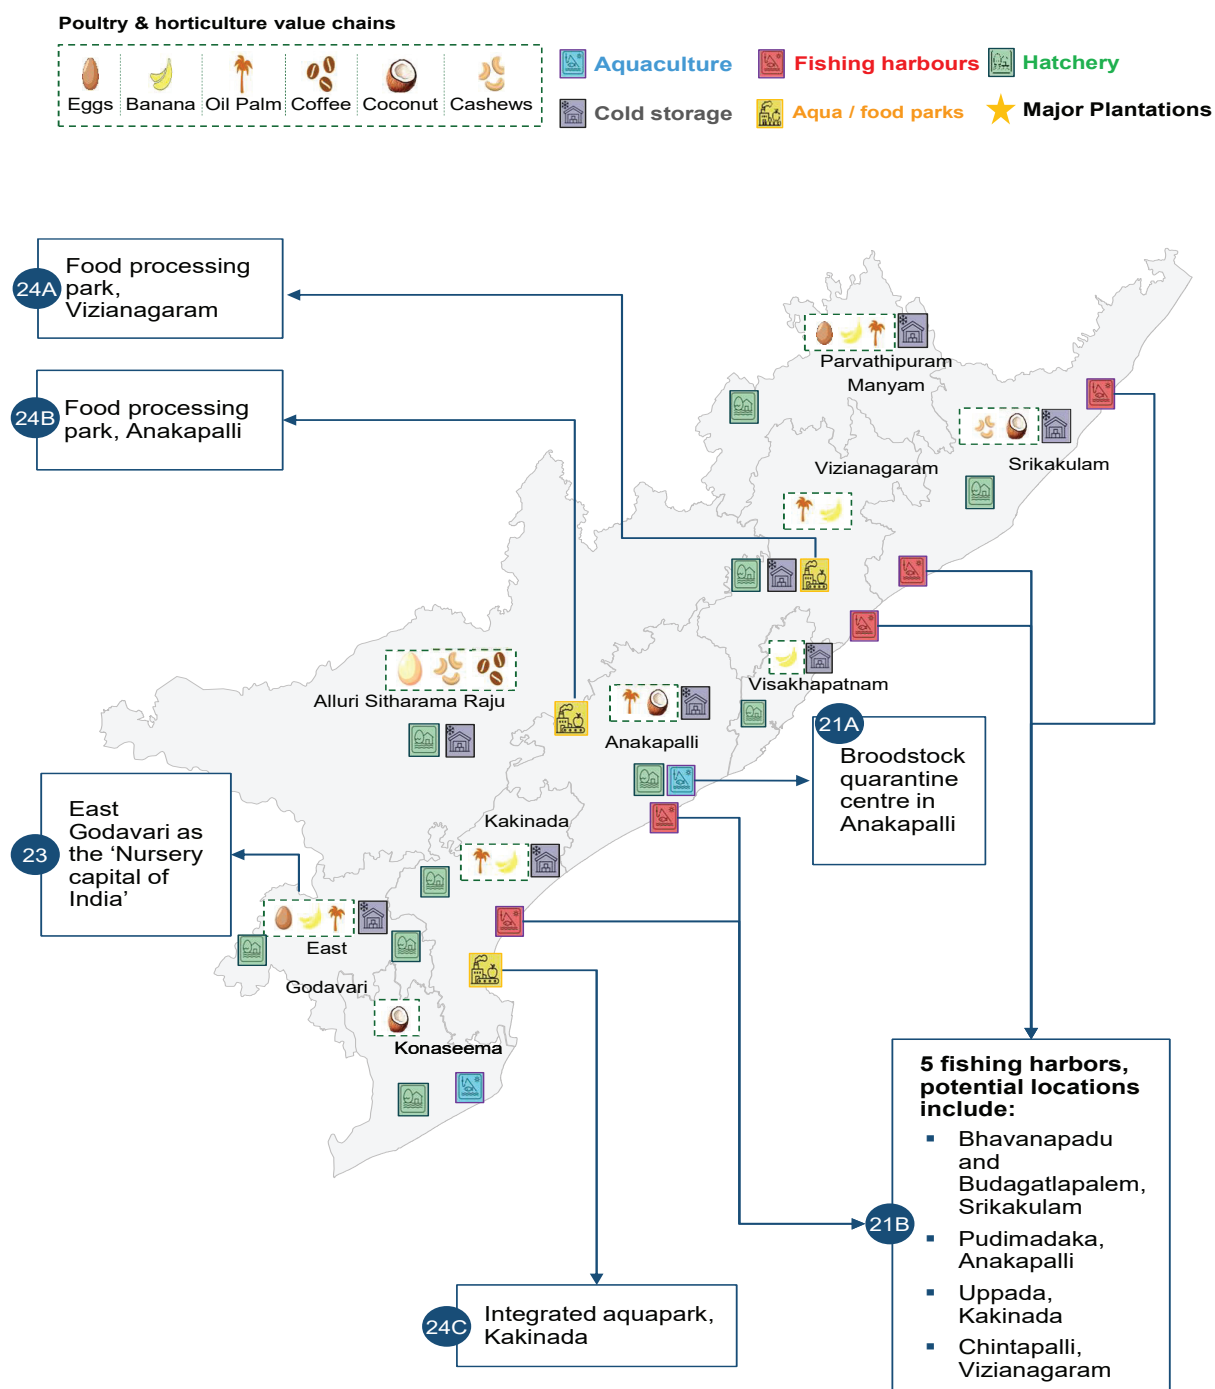 Poultry & horticulture value chains
Eggs Banana Oil Palm Coffee Coconut Cashews
Aquaculture Fishing harbours Hatchery
Cold storage Aqua / food parks Major Plantations
24A
Food processing
park,
Vizianagaram
24B
Food processing
park, Anakapalli
Parvathipuram
Manyam
Vizianagaram
Srikakulam
Visakhapatnam
Alluri Sitharama Raju
Anakapalli
21A
Broodstock
quarantine
centre in
Anakapalli
23
East
Godavari as
the ‘Nursery
capital of
India’
Kakinada
East
Godavari
Konaseema
21B
5 fishing harbors,
potential locations
include:
▪ Bhavanapadu
and
Budagatlapalem,
Srikakulam
▪ Pudimadaka,
Anakapalli
▪ Uppada,
Kakinada
▪ Chintapalli,
Vizianagaram
24C
Integrated aquapark,
Kakinada